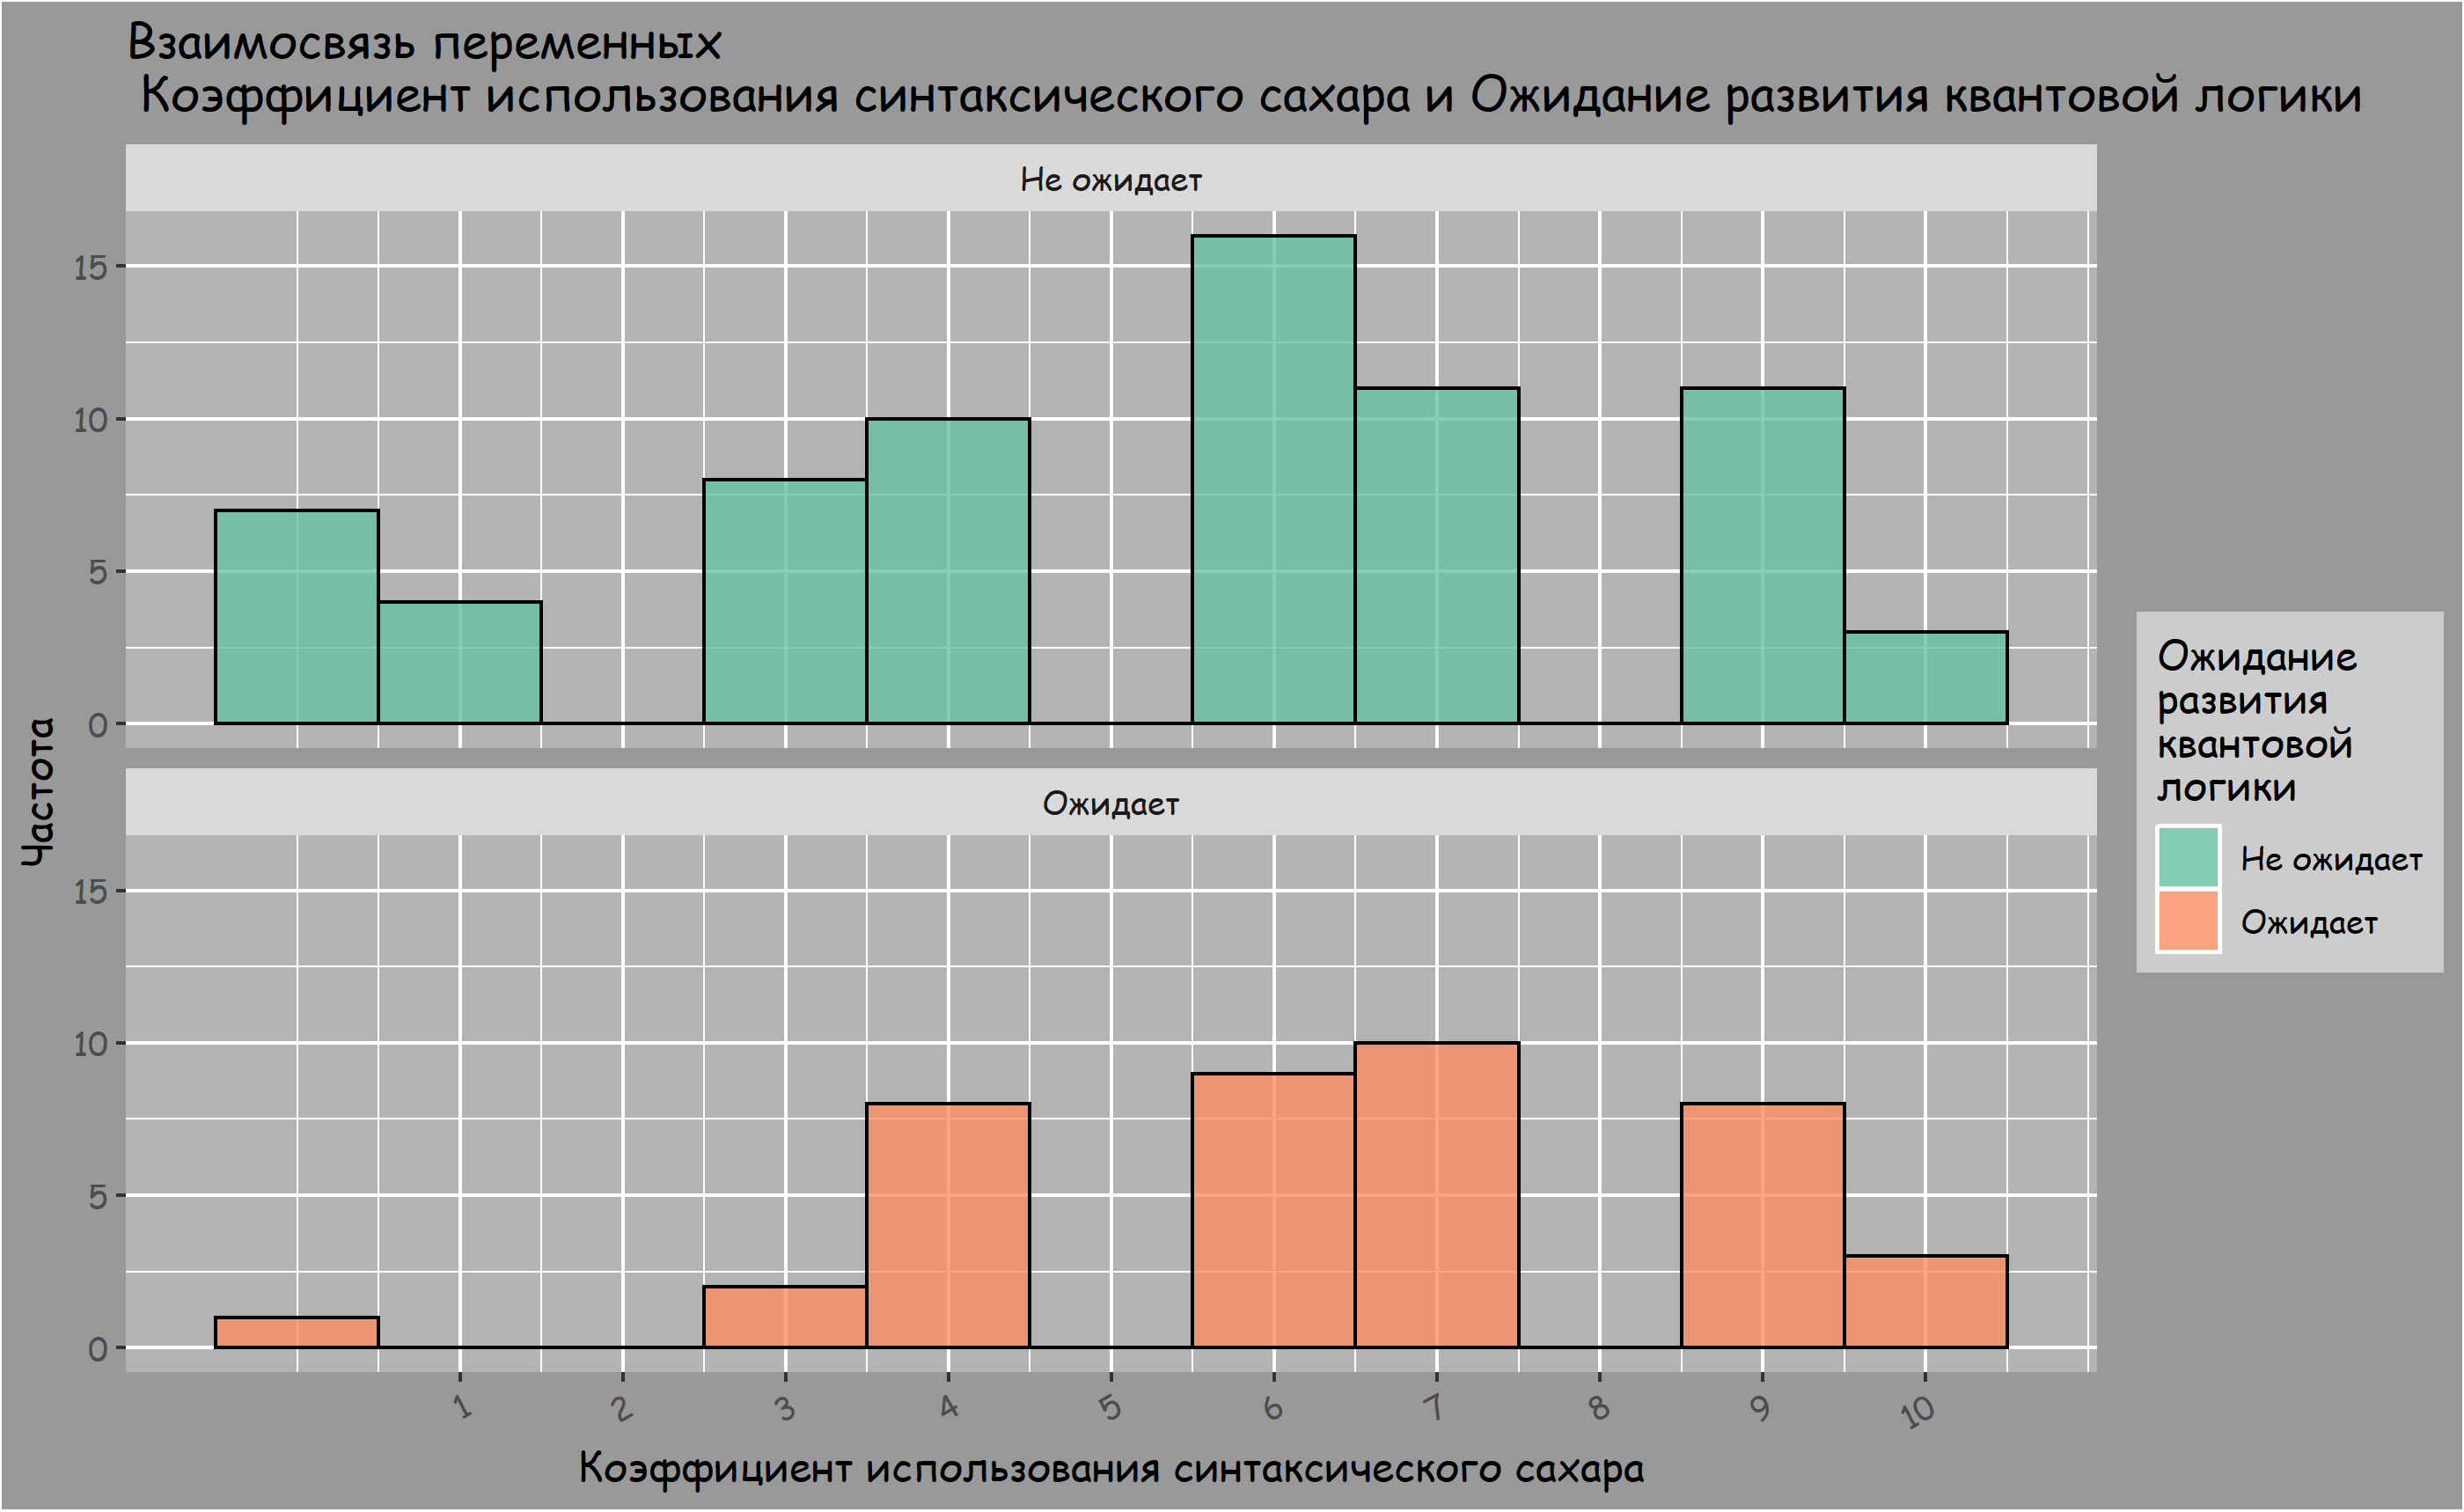 Взаимосвязь переменных
Коэффициент использования синтаксического сахара и Ожидание развития квантовой логики
Не ожидает
15
10
5
0
Ожидает
15
10
5
0
Частота
1 2 3 4 5 6 7 8 9 10
Коэффициент использования синтаксического сахара
Ожидание
развития
квантовой
логики
Не ожидает
Ожидает